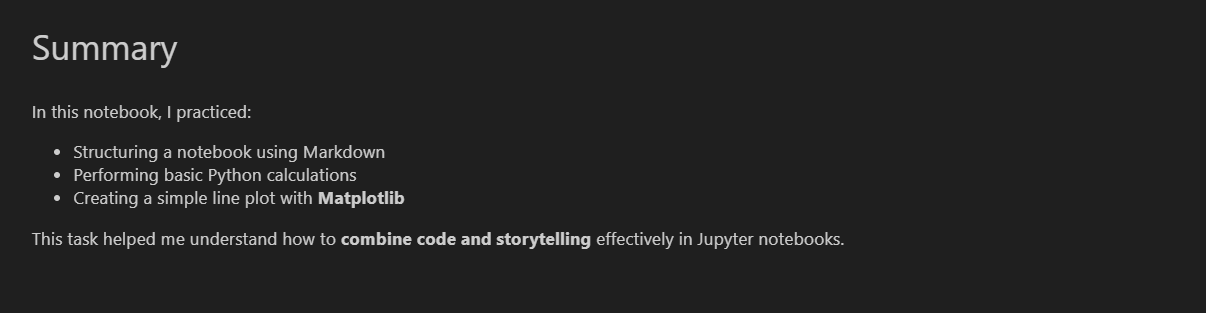 Summary
In this notebook, I practiced:
• Structuring a notebook using Markdown
• Performing basic Python calculations
• Creating a simple line plot with Matplotlib
This task helped me understand how to combine code and storytelling effectively in Jupyter notebooks.